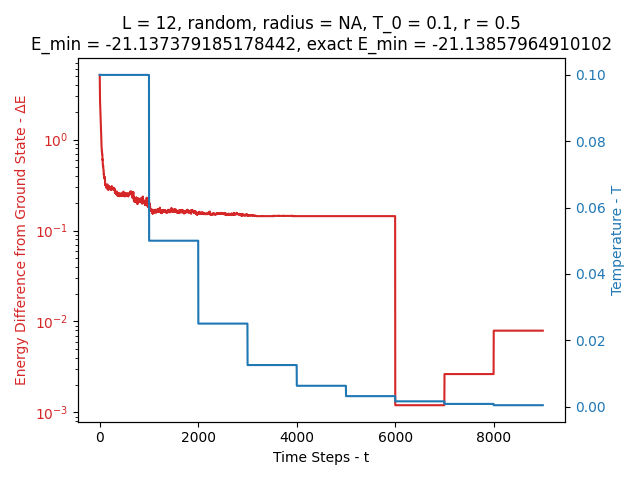 L = 12, random, radius = NA, T_0 = 0.1, r = 0.5
E_min = -21.137379185178442, exact E_min = -21.13857964910102
Energy Difference from Ground State - ΔE
10⁰
10⁻¹
10⁻²
10⁻³
0.10
0.08
0.06
0.04
0.02
0.00
Temperature - T
0 2000 4000 6000 8000
Time Steps - t